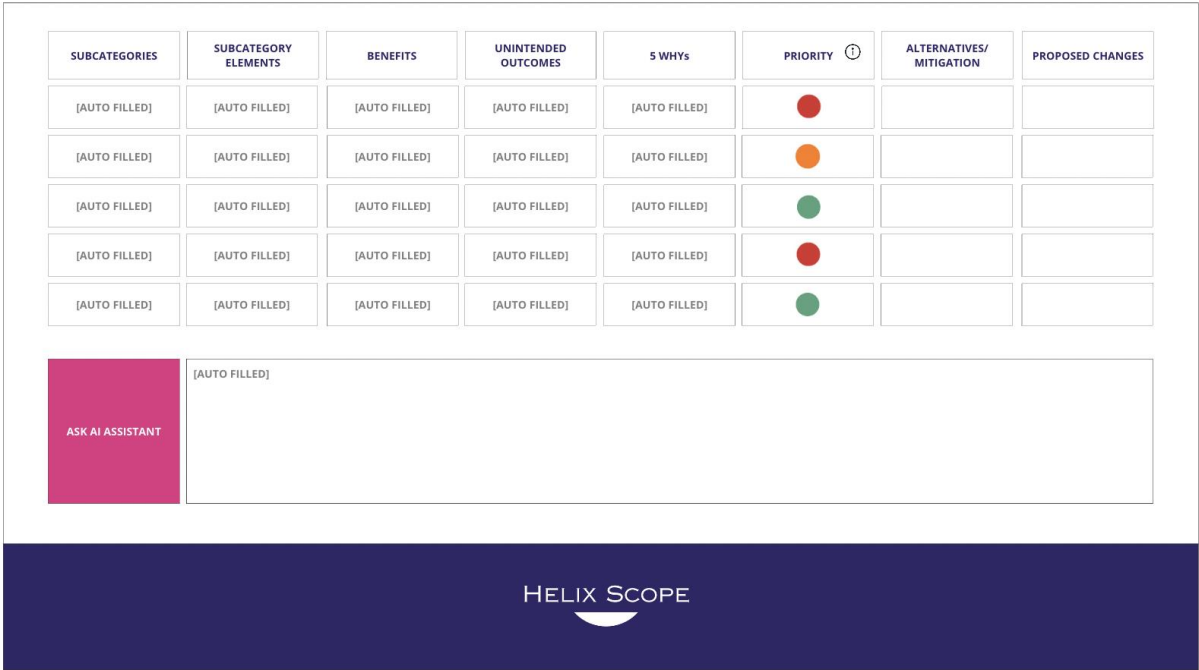 SUBCATEGORIES
SUBCATEGORY
ELEMENTS
BENEFITS
UNINTENDED
OUTCOMES
5 WHYs
PRIORITY
ALTERNATIVES/
MITIGATION
PROPOSED CHANGES
[AUTO FILLED] [AUTO FILLED] [AUTO FILLED] [AUTO FILLED] [AUTO FILLED]
[AUTO FILLED] [AUTO FILLED] [AUTO FILLED] [AUTO FILLED] [AUTO FILLED]
[AUTO FILLED] [AUTO FILLED] [AUTO FILLED] [AUTO FILLED] [AUTO FILLED]
[AUTO FILLED] [AUTO FILLED] [AUTO FILLED] [AUTO FILLED] [AUTO FILLED]
[AUTO FILLED] [AUTO FILLED] [AUTO FILLED] [AUTO FILLED] [AUTO FILLED]
ASK AI ASSISTANT
[AUTO FILLED]
HELIX SCOPE